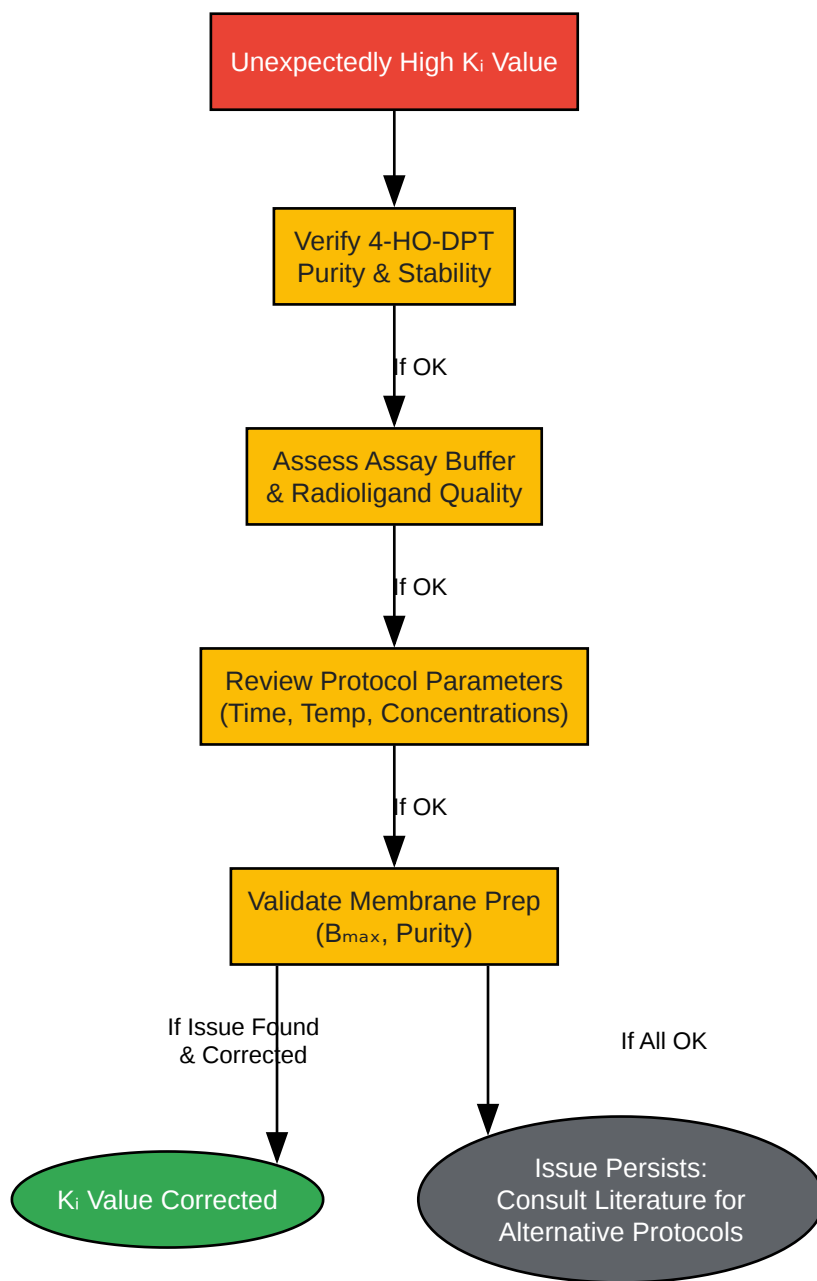 Unexpectedly High Kᵢ Value
Verify 4-HO-DPT
Purity & Stability
If OK
Assess Assay Buffer
& Radioligand Quality
If OK
Review Protocol Parameters
(Time, Temp, Concentrations)
If OK
Validate Membrane Prep
(Bₘₐₓ, Purity)
If Issue Found
& Corrected
If All OK
Kᵢ Value Corrected
Issue Persists:
Consult Literature for
Alternative Protocols